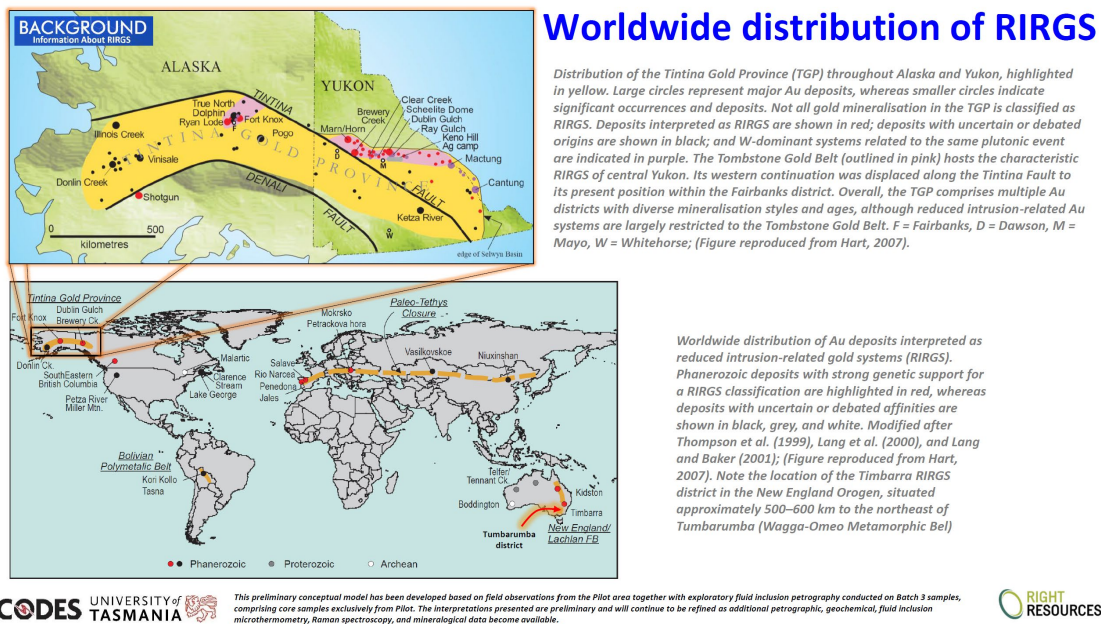 BACKGROUND
Information About RIRGS
Worldwide distribution of RIRGS
ALASKA
YUKON
TINTINA
FAULT
TINTINA GOLD PROVINCE
DENALI
FAULT
True North
Dolphin
Ryan Lode
Fort Knox
F
Pogo
Illinois Creek
Vinisale
Donlin Creek
Shotgun
Clear Creek
Scheelite Dome
Dublin Gulch
Ray Gulch
Keno Hill
Ag camp
Brewery
Creek
Marn/Horn
D
M
Mactung
Cantung
Ketza River
W
0 500
kilometres
edge of Selwyn Basin
Distribution of the Tintina Gold Province (TGP) throughout Alaska and Yukon, highlighted
in yellow. Large circles represent major Au deposits, whereas smaller circles indicate
significant occurrences and deposits. Not all gold mineralisation in the TGP is classified as
RIRGS. Deposits interpreted as RIRGS are shown in red; deposits with uncertain or debated
origins are shown in black; and W-dominant systems related to the same plutonic event
are indicated in purple. The Tombstone Gold Belt (outlined in pink) hosts the characteristic
RIRGS of central Yukon. Its western continuation was displaced along the Tintina Fault to
its present position within the Fairbanks district. Overall, the TGP comprises multiple Au
districts with diverse mineralisation styles and ages, although reduced intrusion-related Au
systems are largely restricted to the Tombstone Gold Belt. F = Fairbanks, D = Dawson, M =
Mayo, W = Whitehorse; (Figure reproduced from Hart, 2007).
Tintina Gold Province
Fort Knox
Dublin Gulch
Brewery Ck.
Donlin Ck.
SouthEastern
British Columbia
Petza River
Miller Mtn.
Malartic
Clarence
Stream
Lake George
Mokrsko
Petrackova hora
Paleo-Tethys
Closure
Salave
Rio Narcea
Penedona
Jales
Vasilkovskoe
Niuxinshan
Bolivian
Polymetalic Belt
Kori Kollo
Tasna
Telfer/
Tennant Ck.
Boddington
Kidston
Timbarra
Tumbarumba
district
New England/
Lachlan FB
Phanerozoic
Proterozoic
Archean
Worldwide distribution of Au deposits interpreted as
reduced intrusion-related gold systems (RIRGS).
Phanerozoic deposits with strong genetic support for
a RIRGS classification are highlighted in red, whereas
deposits with uncertain or debated affinities are
shown in black, grey, and white. Modified after
Thompson et al. (1999), Lang et al. (2000), and Lang
and Baker (2001); (Figure reproduced from Hart,
2007). Note the location of the Timbarra RIRGS
district in the New England Orogen, situated
approximately 500–600 km to the northeast of
Tumbarumba (Wagga-Omeo Metamorphic Bel)
CODES
UNIVERSITY of
TASMANIA
This preliminary conceptual model has been developed based on field observations from the Pilot area together with exploratory fluid inclusion petrography conducted on Batch 3 samples,
comprising core samples exclusively from Pilot. The interpretations presented are preliminary and will continue to be refined as additional petrographic, geochemical, fluid inclusion
microthermometry, Raman spectroscopy, and mineralogical data become available.
RIGHT
RESOURCES